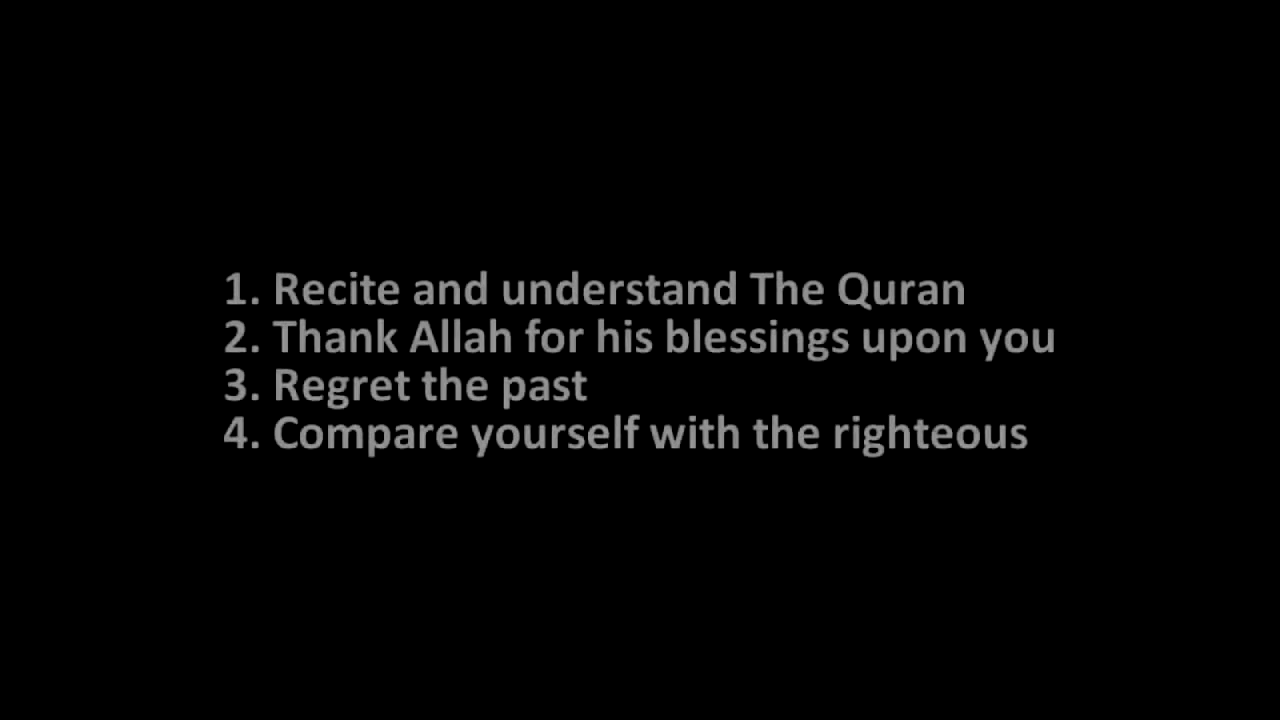 1. Recite and understand The Quran
2. Thank Allah for his blessings upon you
3. Regret the past
4. Compare yourself with the righteous